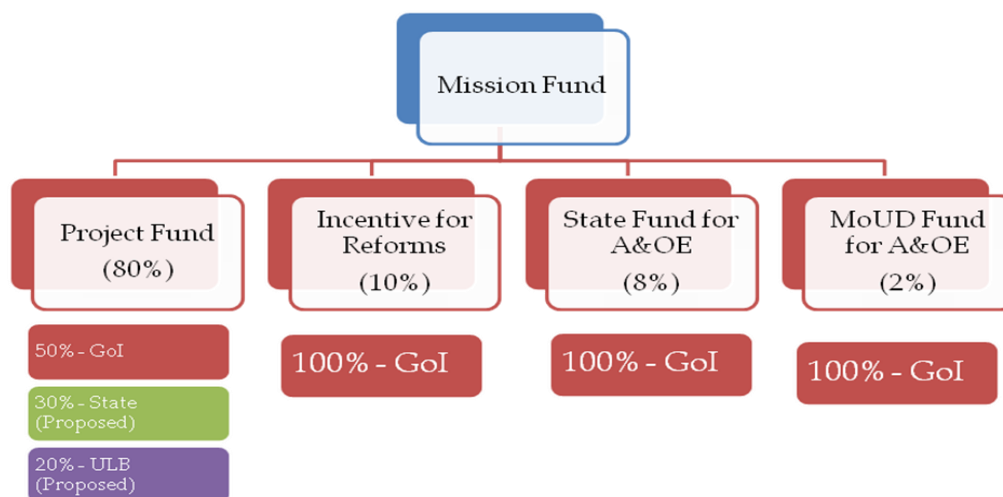 Mission Fund
Project Fund
(80%)
Incentive for
Reforms
(10%)
State Fund for
A&OE
(8%)
MoUD Fund
for A&OE
(2%)
50% - GoI
30% - State
(Proposed)
20% - ULB
(Proposed)
100% - GoI
100% - GoI
100% - GoI